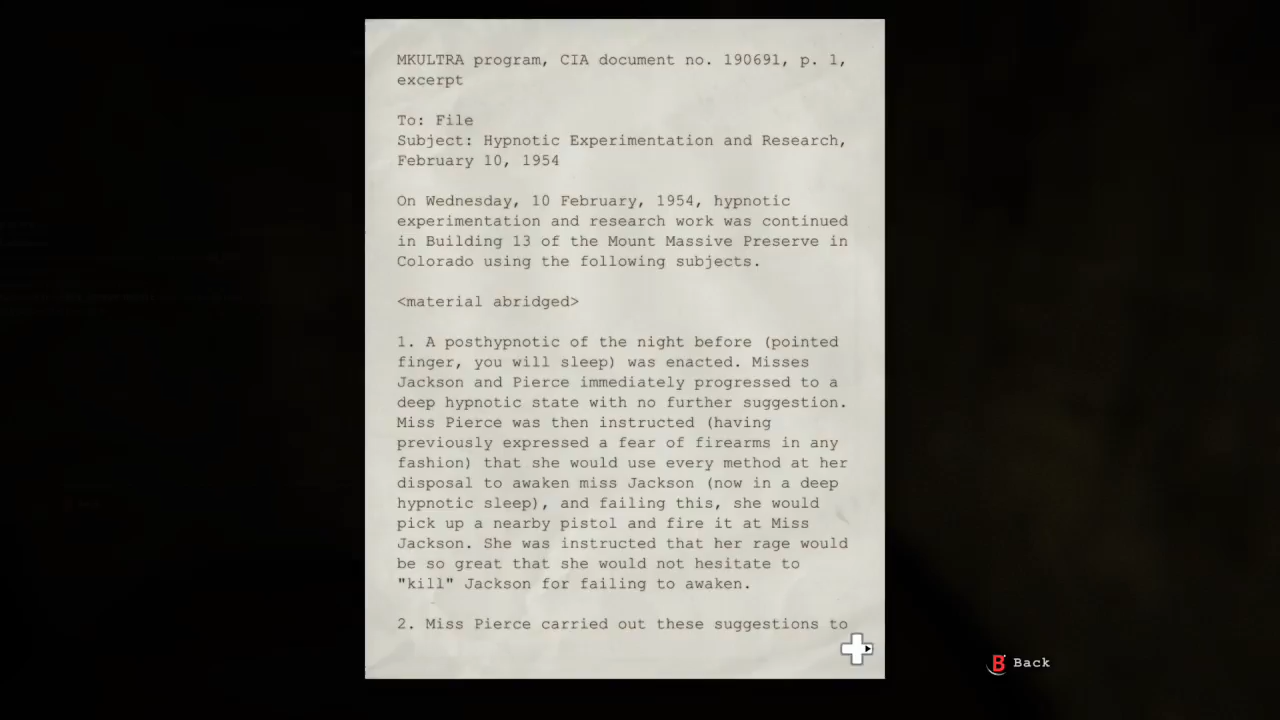 MKULTRA program, CIA document no. 190691, p. 1,
excerpt
To: File
Subject: Hypnotic Experimentation and Research,
February 10, 1954
On Wednesday, 10 February, 1954, hypnotic
experimentation and research work was continued
in Building 13 of the Mount Massive Preserve in
Colorado using the following subjects.
<material abridged>
1. A posthypnotic of the night before (pointed
finger, you will sleep) was enacted. Misses
Jackson and Pierce immediately progressed to a
deep hypnotic state with no further suggestion.
Miss Pierce was then instructed (having
previously expressed a fear of firearms in any
fashion) that she would use every method at her
disposal to awaken miss Jackson (now in a deep
hypnotic sleep), and failing this, she would
pick up a nearby pistol and fire it at Miss
Jackson. She was instructed that her rage would
be so great that she would not hesitate to
"kill" Jackson for failing to awaken.
2. Miss Pierce carried out these suggestions to
B Back